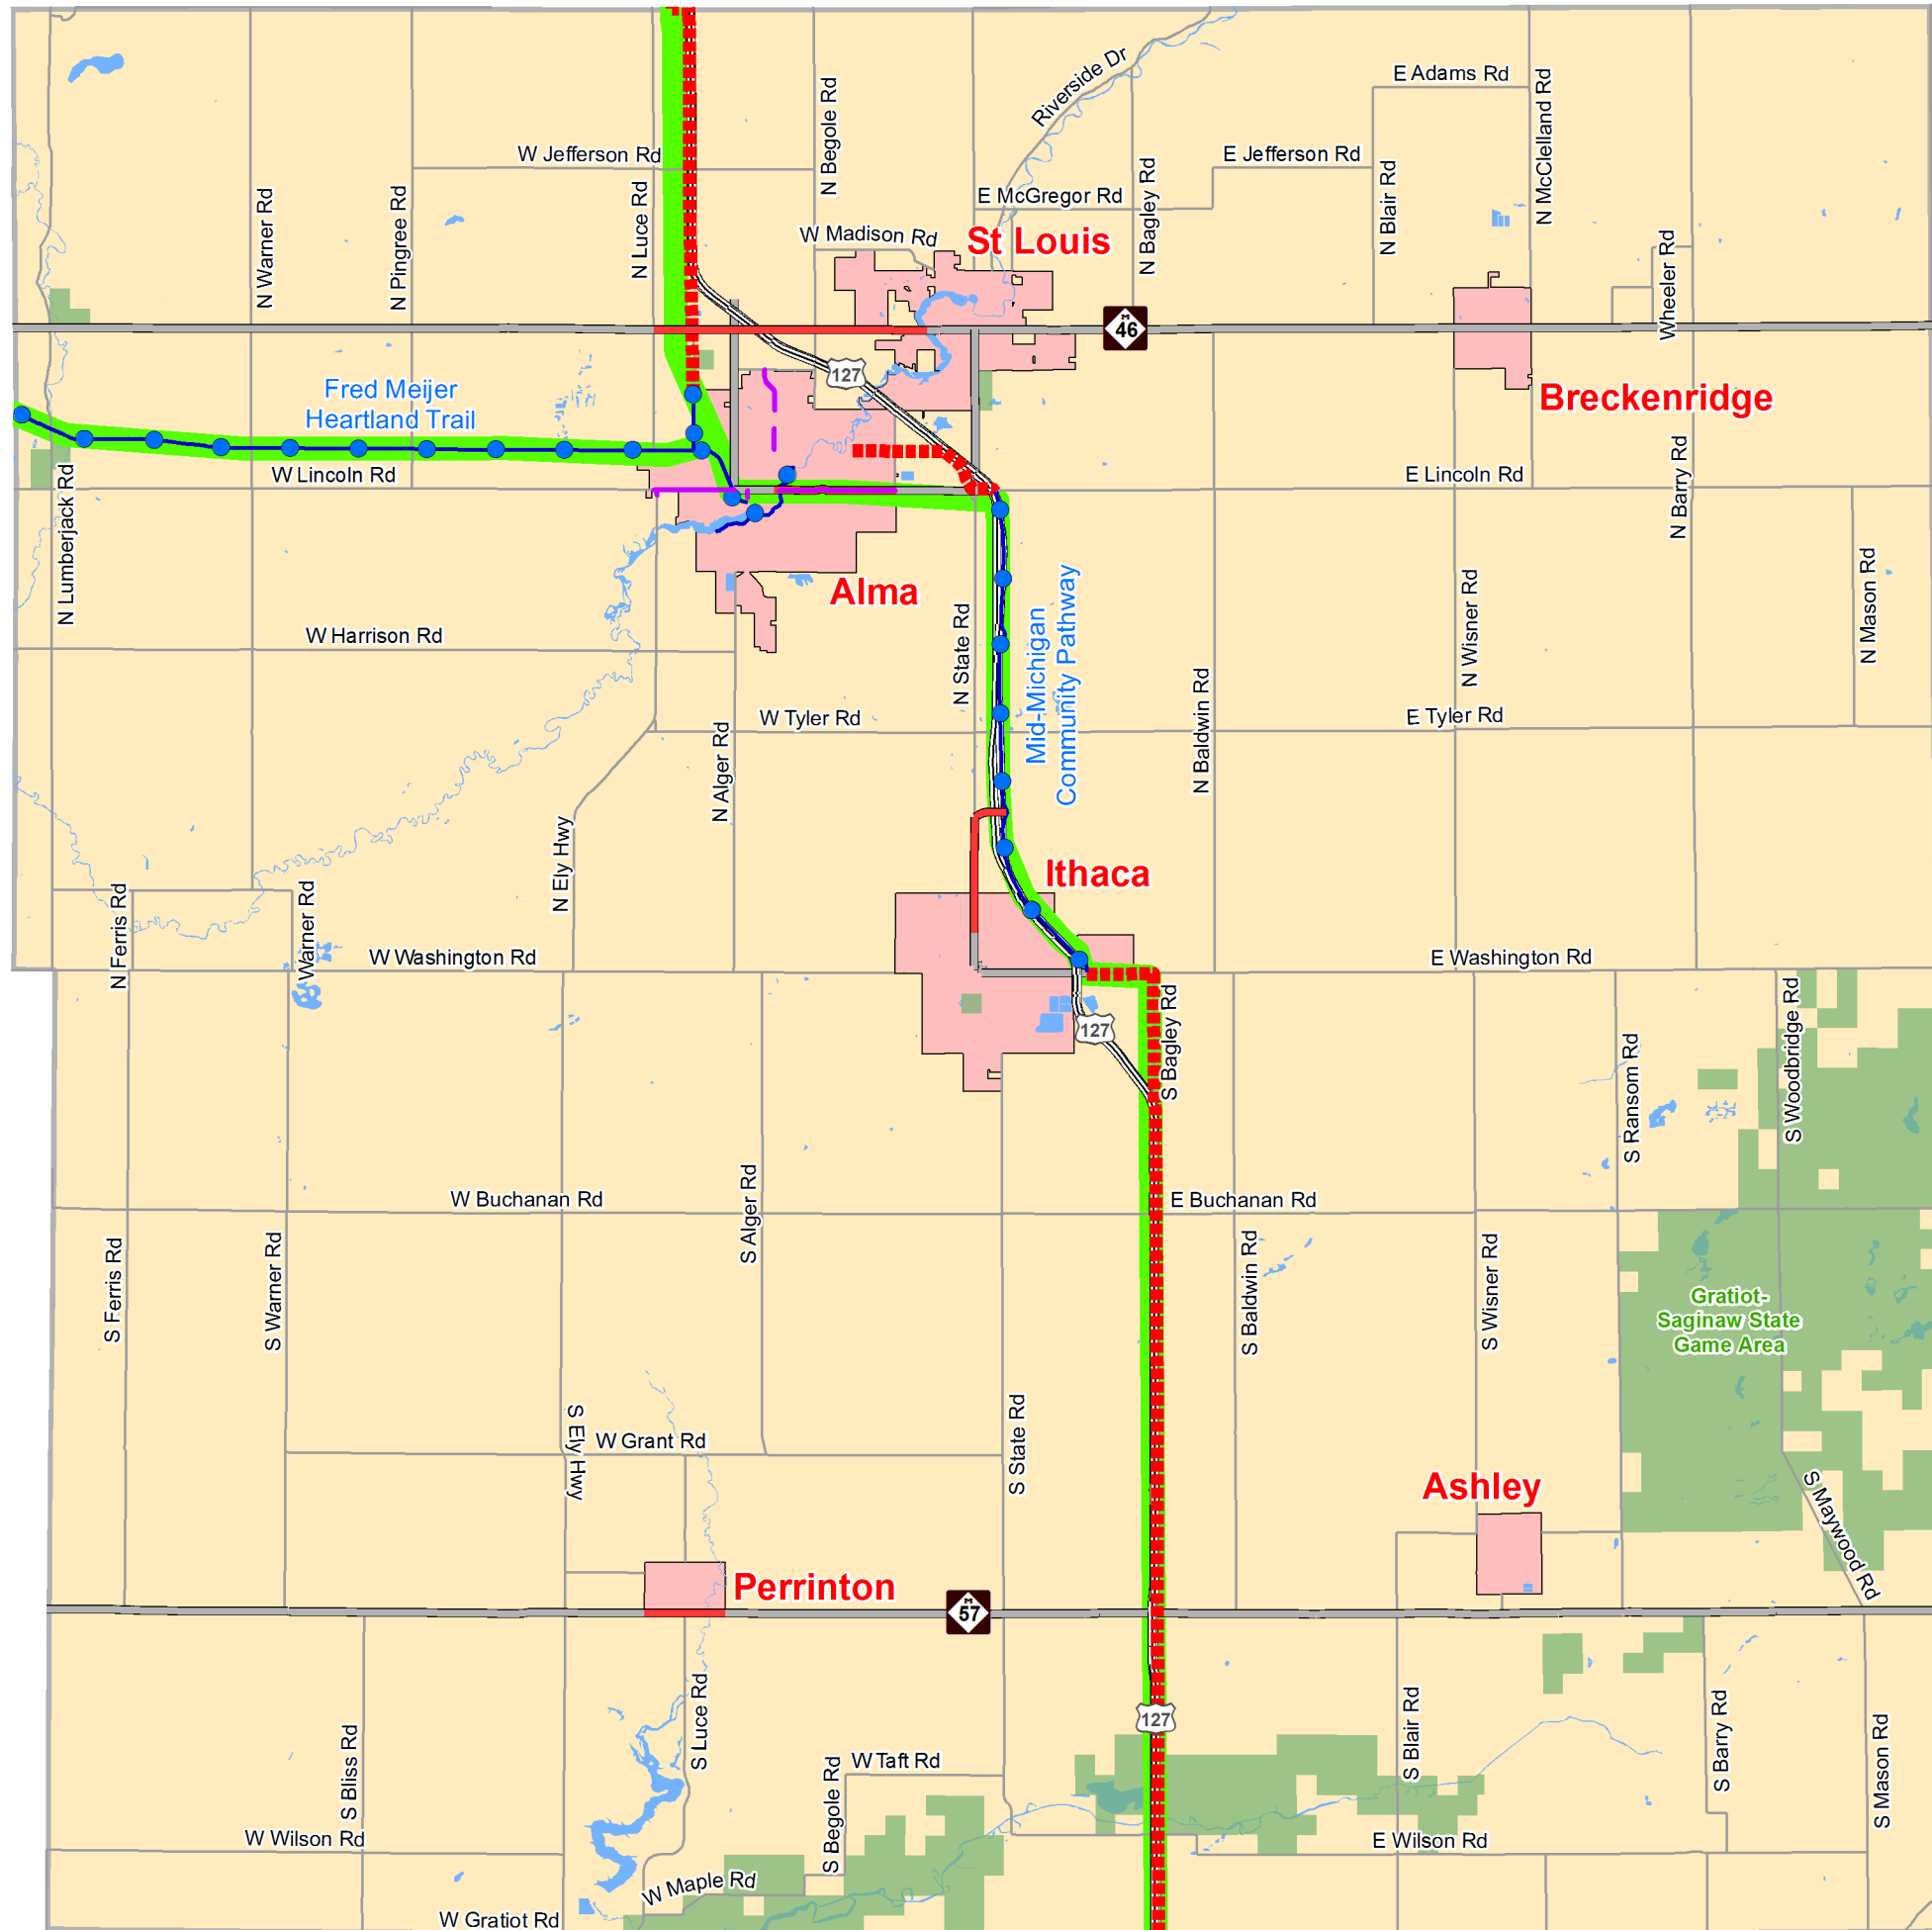 Riverside Dr
E Adams Rd
N McClelland Rd
N Begole Rd
W Jefferson Rd
E Jefferson Rd
N Bagley Rd
N Blair Rd
N Warner Rd
N Pingree Rd
N Luce Rd
E McGregor Rd
W Madison Rd
St Louis
Wheeler Rd
M
46
127
Fred Meijer
Heartland Trail
Breckenridge
W Lincoln Rd
E Lincoln Rd
N Barry Rd
N Lumberjack Rd
Alma
Mid-Michigan
Community Pathway
N State Rd
N Wisner Rd
N Mason Rd
W Harrison Rd
W Tyler Rd
E Tyler Rd
N Alger Rd
N Baldwin Rd
N Ely Hwy
Ithaca
N Ferris Rd
Warner Rd
W Washington Rd
E Washington Rd
127
S Bagley Rd
S Ransom Rd
S Woodbridge Rd
W Buchanan Rd
E Buchanan Rd
S Alger Rd
S Ferris Rd
S Warner Rd
S Baldwin Rd
S Wisner Rd
Gratiot-
Saginaw State
Game Area
S Ely Hwy
W Grant Rd
S State Rd
Ashley
S Maywood Rd
Perrinton
M
57
127
S Luce Rd
S Bliss Rd
S Blair Rd
S Barry Rd
S Mason Rd
W Taft Rd
S Begole Rd
W Wilson Rd
E Wilson Rd
W Maple Rd
W Gratiot Rd